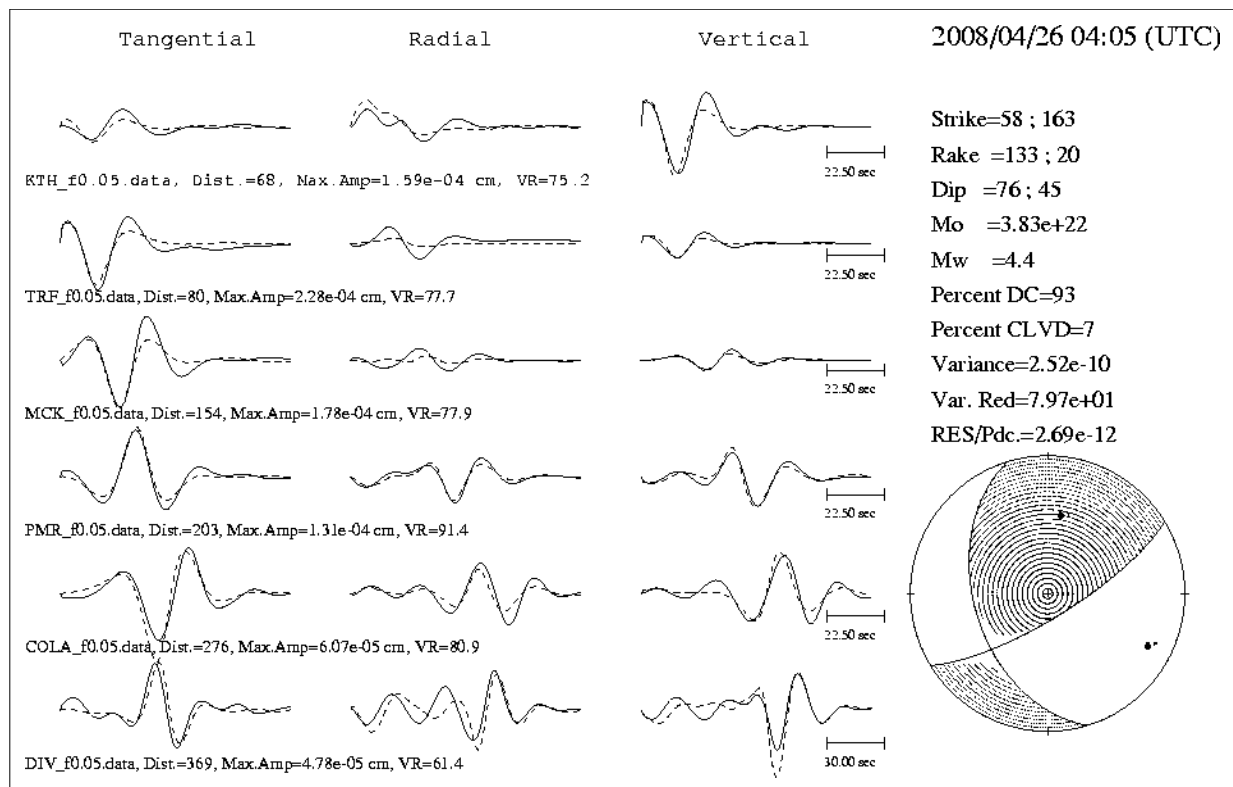 Tangential Radial Vertical 2008/04/26 04:05 (UTC)
Strike=58 ; 163
Rake =133 ; 20
Dip =76 ; 45
Mo =3.83e+22
Mw =4.4
Percent DC=93
Percent CLVD=7
Variance=2.52e-10
Var. Red=7.97e+01
RES/Pdc.=2.69e-12
22.50 sec
KTH_f0.05.data, Dist.=68, Max.Amp=1.59e-04 cm, VR=75.2
22.50 sec
TRF_f0.05.data, Dist.=80, Max.Amp=2.28e-04 cm, VR=77.7
22.50 sec
MCK_f0.05.data, Dist.=154, Max.Amp=1.78e-04 cm, VR=77.9
22.50 sec
PMR_f0.05.data, Dist.=203, Max.Amp=1.31e-04 cm, VR=91.4
22.50 sec
COLA_f0.05.data, Dist.=276, Max.Amp=6.07e-05 cm, VR=80.9
30.00 sec
DIV_f0.05.data, Dist.=369, Max.Amp=4.78e-05 cm, VR=61.4